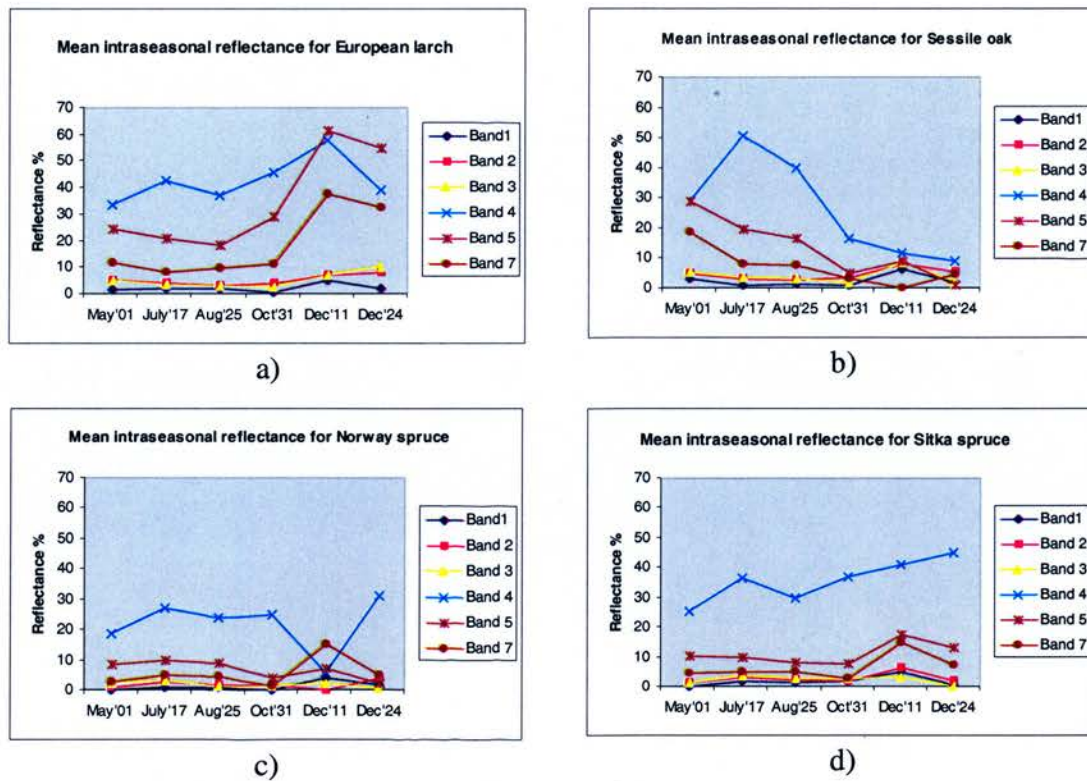 Mean intraseasonal reflectance for European larch
Reflectance %
70
60
50
40
30
20
10
0
May'01 July'17 Aug'25 Oct'31 Dec'11 Dec'24
Band1
Band 2
Band 3
Band 4
Band 5
Band 7
a)
Mean intraseasonal reflectance for Sessile oak
Reflectance %
70
60
50
40
30
20
10
0
May'01 July'17 Aug'25 Oct'31 Dec'11 Dec'24
Band1
Band 2
Band 3
Band 4
Band 5
Band 7
b)
Mean intraseasonal reflectance for Norway spruce
Reflectance %
70
60
50
40
30
20
10
0
May'01 July'17 Aug'25 Oct'31 Dec'11 Dec'24
Band1
Band 2
Band 3
Band 4
Band 5
Band 7
c)
Mean intraseasonal reflectance for Sitka spruce
Reflectance %
70
60
50
40
30
20
10
0
May'01 July'17 Aug'25 Oct'31 Dec'11 Dec'24
Band1
Band 2
Band 3
Band 4
Band 5
Band 7
d)